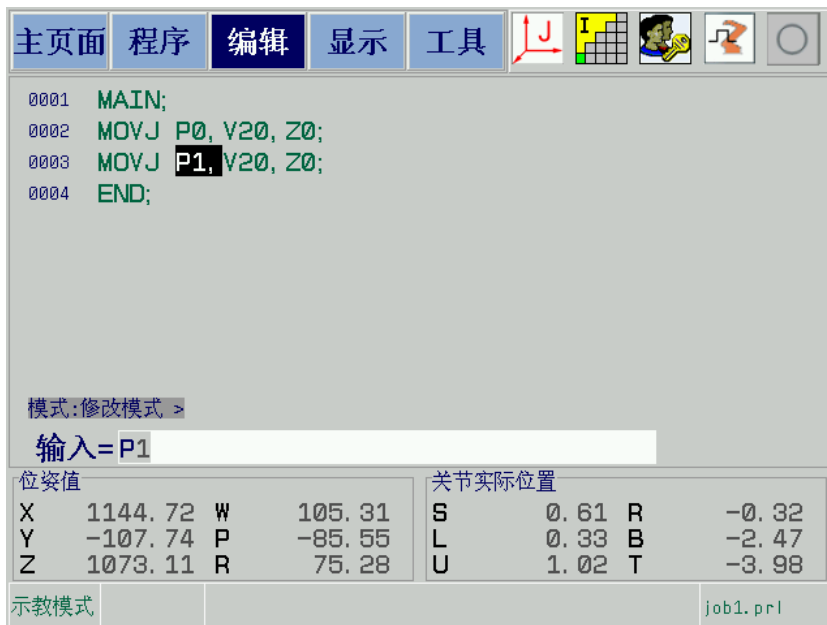 主页面 程序 编辑 显示 工具 J I
0001 MAIN;
0002 MOVJ P0, V20, Z0;
0003 MOVJ P1, V20, Z0;
0004 END;
模式:修改模式 >
输入=P1
位姿值 关节实际位置
X 1144.72 W 105.31 S 0.61 R -0.32
Y -107.74 P -85.55 L 0.33 B -2.47
Z 1073.11 R 75.28 U 1.02 T -3.98
示教模式 job1.prl